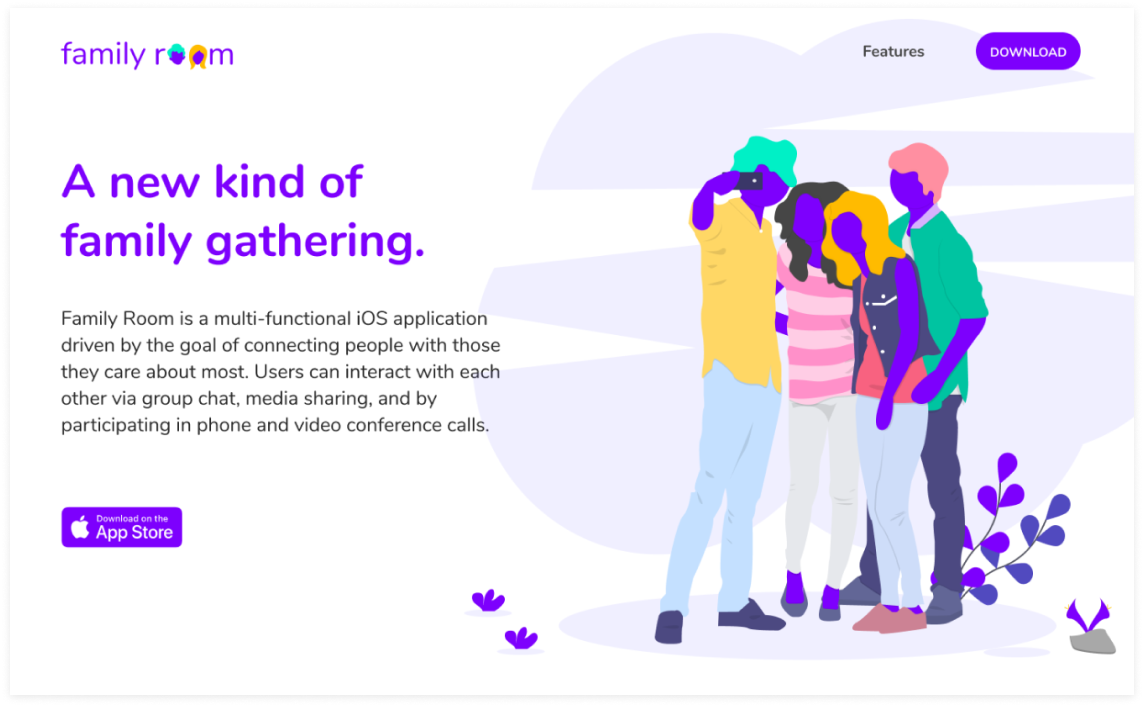 family room
Features
DOWNLOAD
A new kind of
family gathering.
Family Room is a multi-functional iOS application
driven by the goal of connecting people with those
they care about most. Users can interact with each
other via group chat, media sharing, and by
participating in phone and video conference calls.
Download on the
App Store